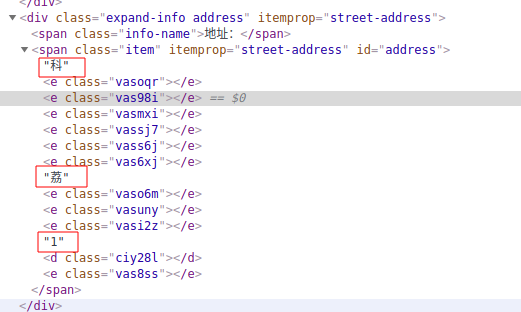 </div>
<div class="expand-info address" itemprop="street-address">
<span class="info-name">地址: </span>
<span class="item" itemprop="street-address" id="address">
"科"
<e class="vasoqr"></e>
<e class="vas98i"></e> == $0
<e class="vasmxi"></e>
<e class="vassj7"></e>
<e class="vass6j"></e>
<e class="vas6xj"></e>
"荔"
<e class="vaso6m"></e>
<e class="vasuny"></e>
<e class="vasi2z"></e>
"1"
<d class="ciy28l"></d>
<e class="vas8ss"></e>
</span>
</div>